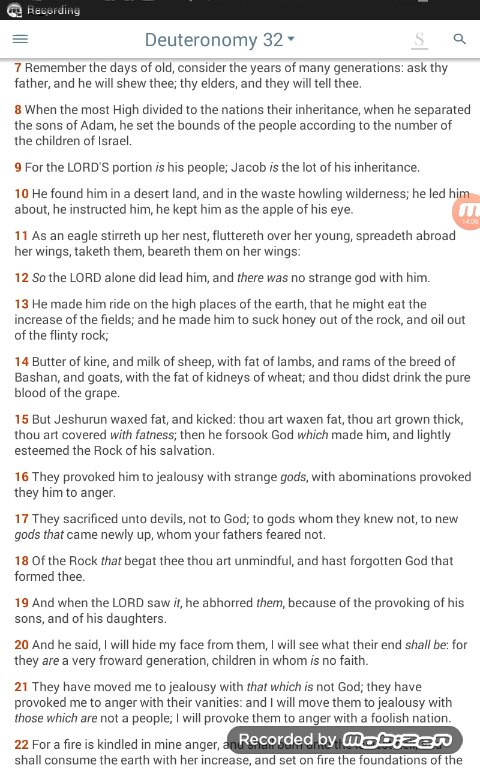 Recording
Deuteronomy 32
S
7 Remember the days of old, consider the years of many generations: ask thy
father, and he will shew thee; thy elders, and they will tell thee.
8 When the most High divided to the nations their inheritance, when he separated
the sons of Adam, he set the bounds of the people according to the number of
the children of Israel.
9 For the LORD'S portion is his people; Jacob is the lot of his inheritance.
10 He found him in a desert land, and in the waste howling wilderness; he led him
about, he instructed him, he kept him as the apple of his eye.
11 As an eagle stirreth up her nest, fluttereth over her young, spreadeth abroad
her wings, taketh them, beareth them on her wings:
12 So the LORD alone did lead him, and there was no strange god with him.
13 He made him ride on the high places of the earth, that he might eat the
increase of the fields; and he made him to suck honey out of the rock, and oil out
of the flinty rock;
14 Butter of kine, and milk of sheep, with fat of lambs, and rams of the breed of
Bashan, and goats, with the fat of kidneys of wheat; and thou didst drink the pure
blood of the grape.
15 But Jeshurun waxed fat, and kicked: thou art waxen fat, thou art grown thick,
thou art covered with fatness; then he forsook God which made him, and lightly
esteemed the Rock of his salvation.
16 They provoked him to jealousy with strange gods, with abominations provoked
they him to anger.
17 They sacrificed unto devils, not to God; to gods whom they knew not, to new
gods that came newly up, whom your fathers feared not.
18 Of the Rock that begat thee thou art unmindful, and hast forgotten God that
formed thee.
19 And when the LORD saw it, he abhorred them, because of the provoking of his
sons, and of his daughters.
20 And he said, I will hide my face from them, I will see what their end shall be: for
they are a very froward generation, children in whom is no faith.
21 They have moved me to jealousy with that which is not God; they have
provoked me to anger with their vanities: and I will move them to jealousy with
those which are not a people; I will provoke them to anger with a foolish nation.
22 For a fire is kindled in mine anger,
shall consume the earth with her increase, and set on fire the foundations of the
Recorded by Mobizen